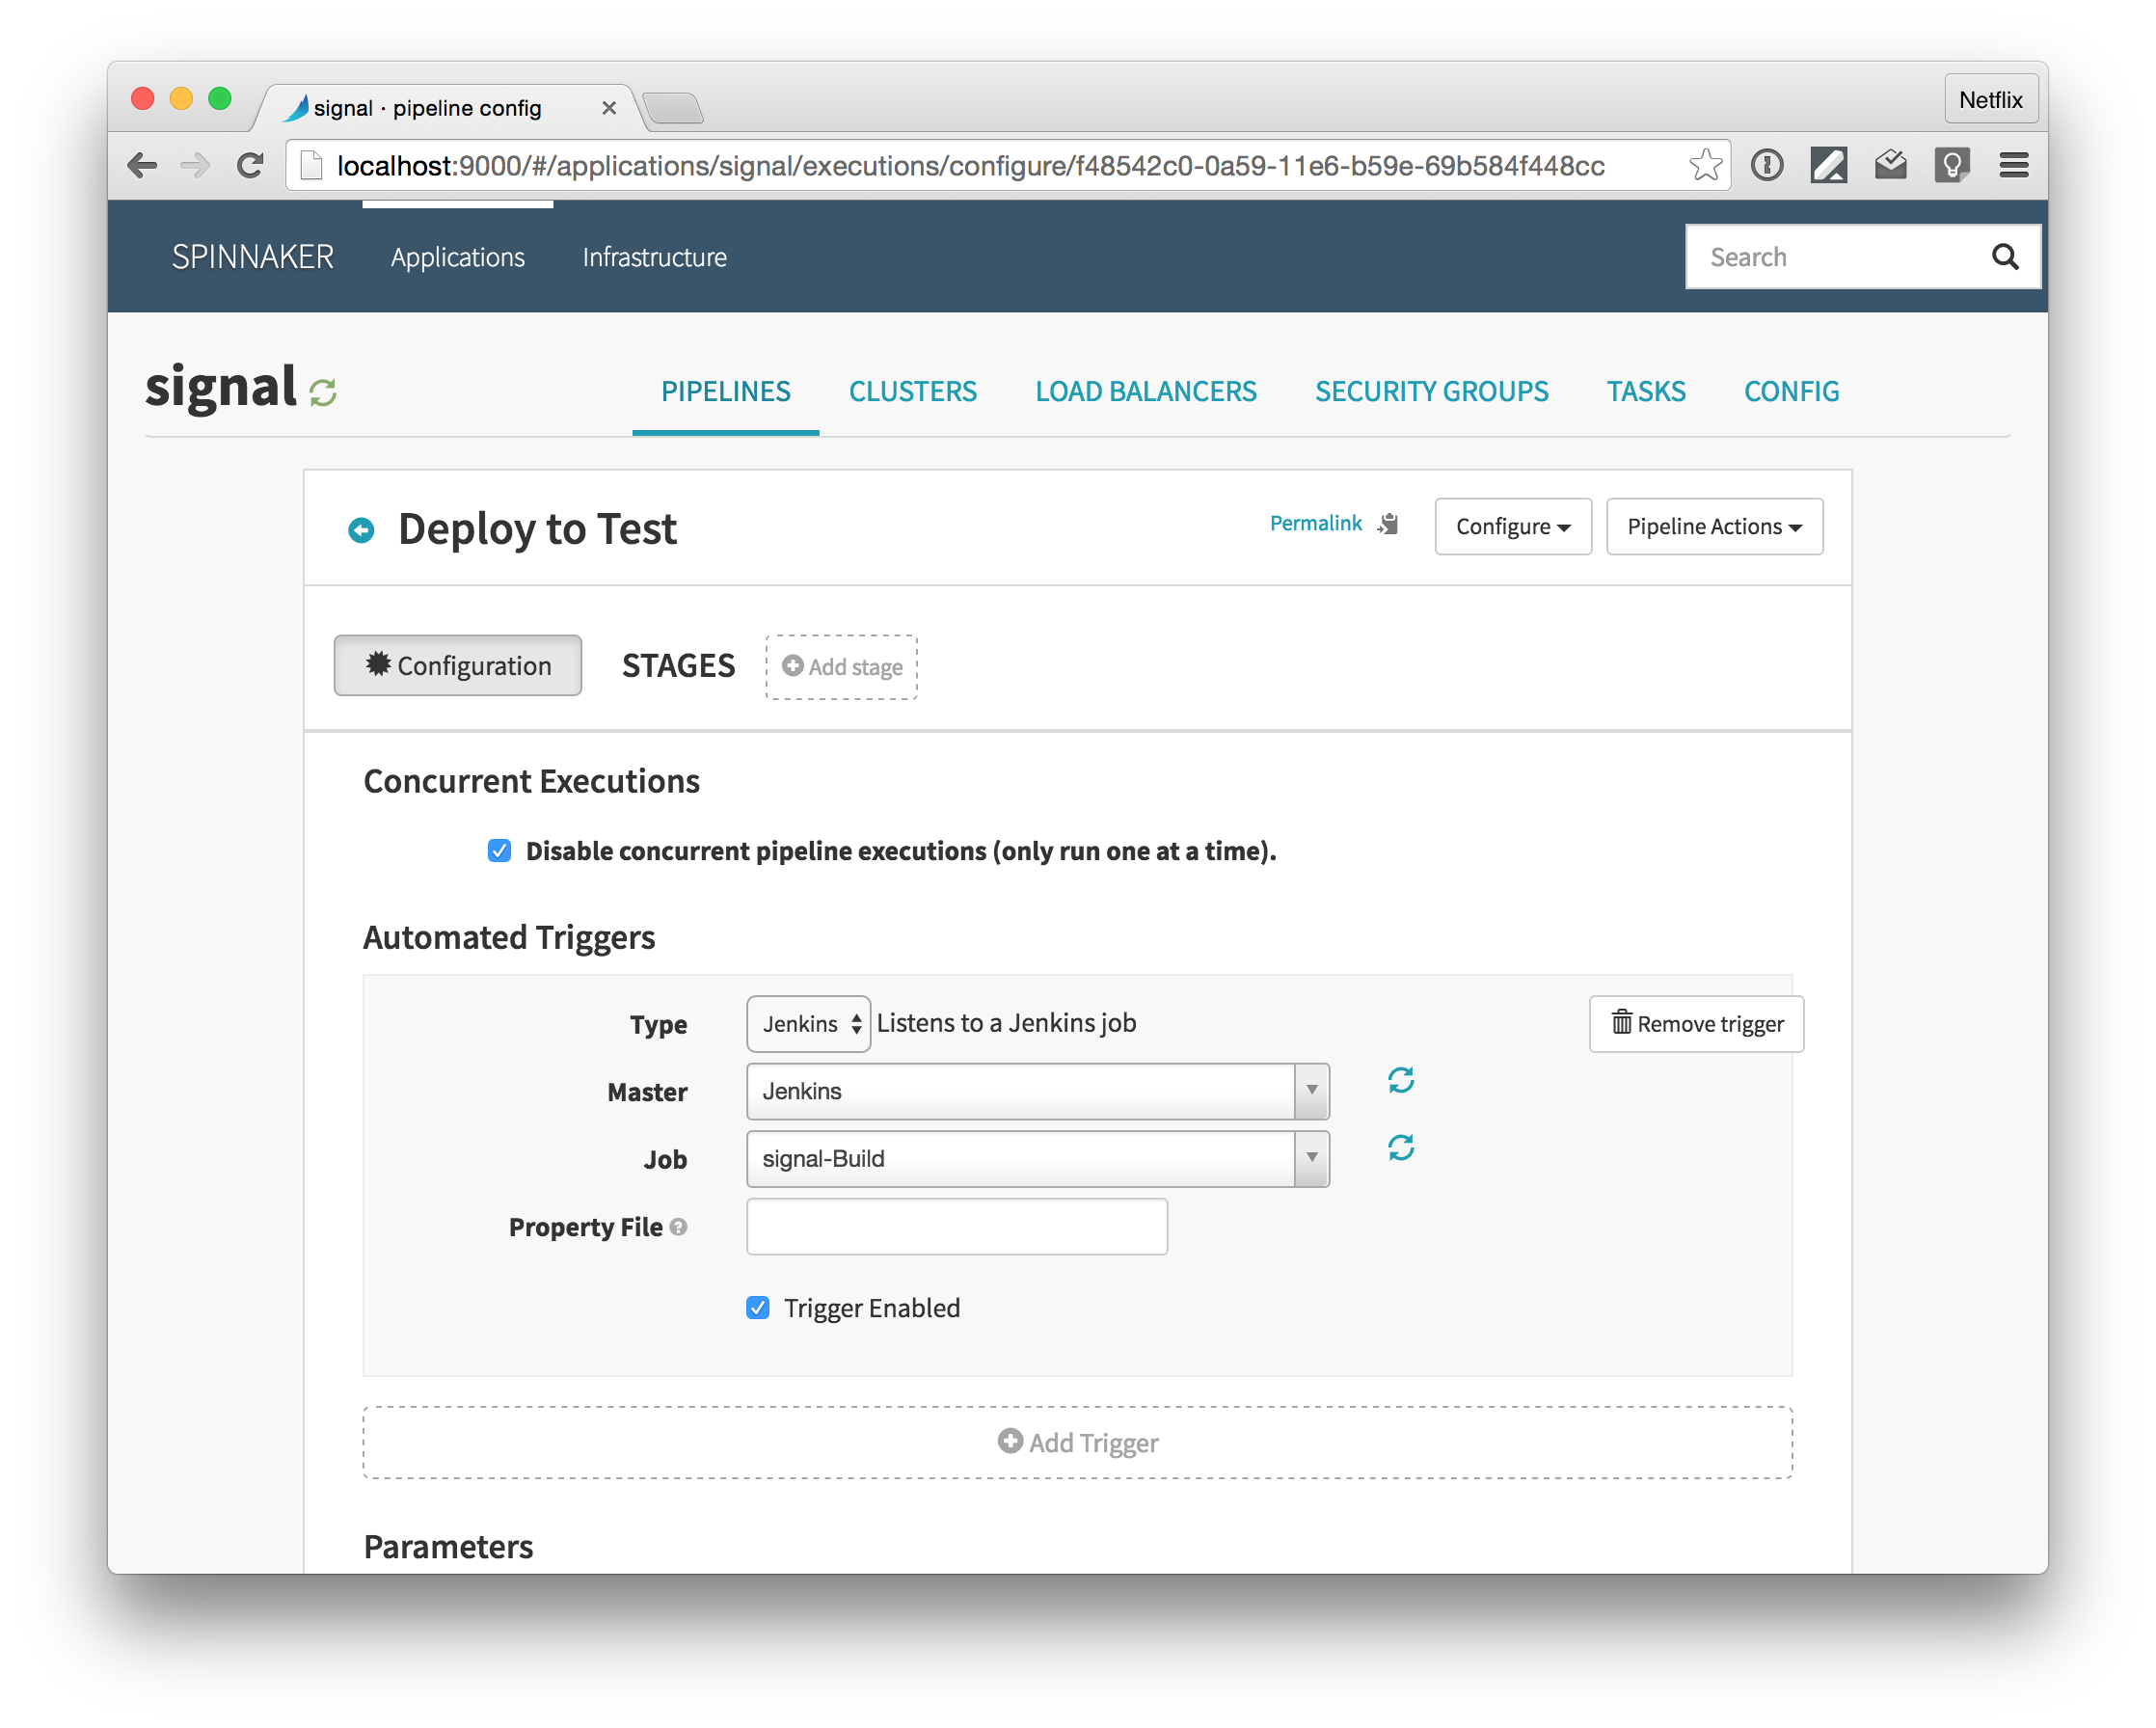 signal · pipeline config
Netflix
localhost:9000/#/applications/signal/executions/configure/f48542c0-0a59-11e6-b59e-69b584f448cc
SPINNAKER Applications Infrastructure Search
signal PIPELINES CLUSTERS LOAD BALANCERS SECURITY GROUPS TASKS CONFIG
Deploy to Test Permalink Configure Pipeline Actions
Configuration STAGES Add stage
Concurrent Executions
Disable concurrent pipeline executions (only run one at a time).
Automated Triggers
Type Jenkins Listens to a Jenkins job Remove trigger
Master Jenkins
Job signal-Build
Property File
Trigger Enabled
Add Trigger
Parameters